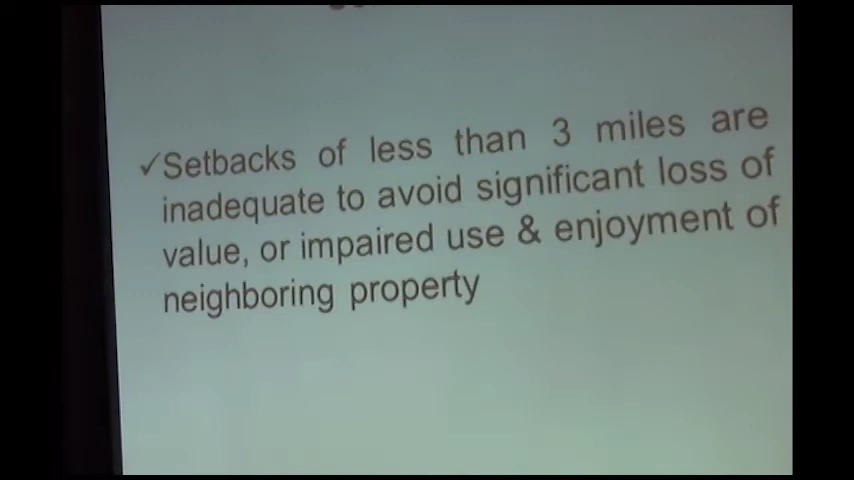 ✓Setbacks of less than 3 miles are
inadequate to avoid significant loss of
value, or impaired use & enjoyment of
neighboring property